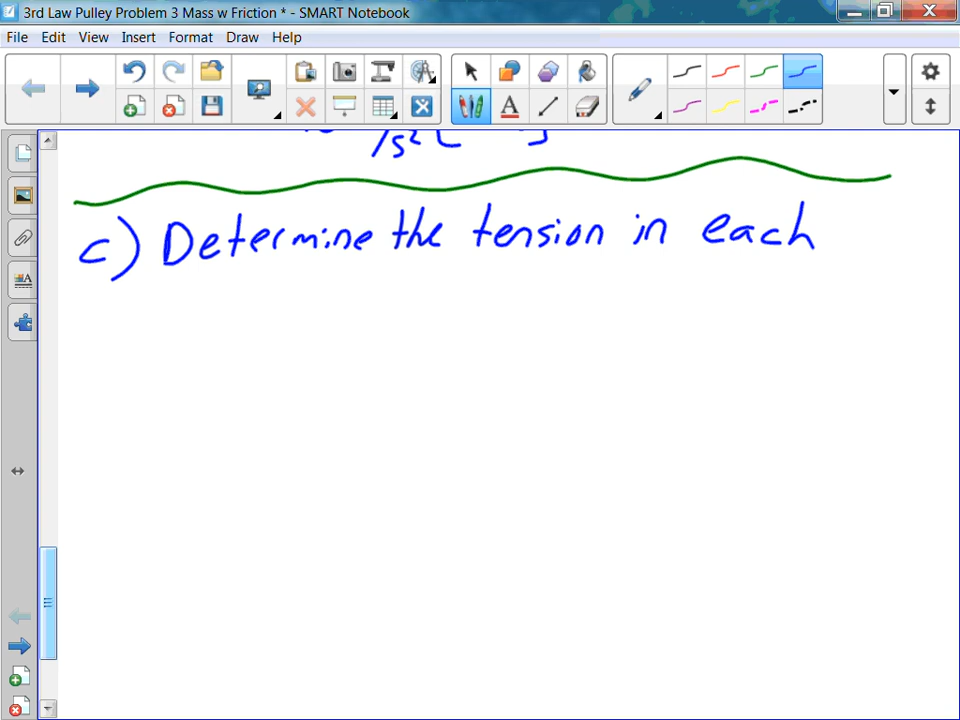 3rd Law Pulley Problem 3 Mass w Friction * - SMART Notebook
File Edit View Insert Format Draw Help
/s² [ ]
c) Determine the tension in each